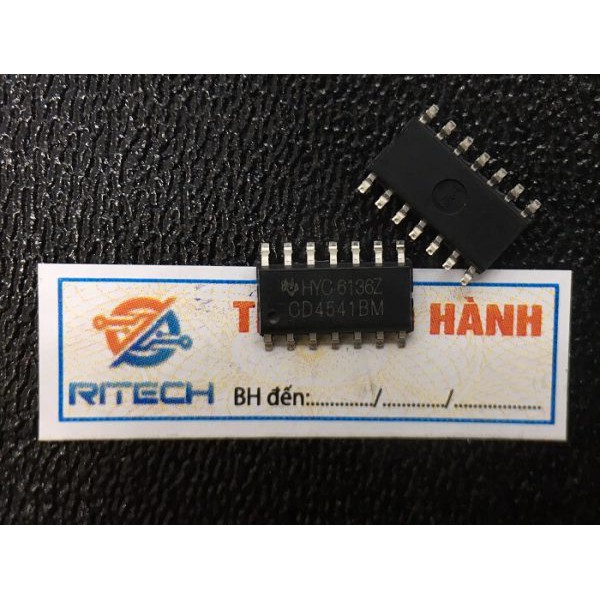 HYC 6136Z
CD4541BM
T HÀNH
RITECH
BH đến:............./............/..................